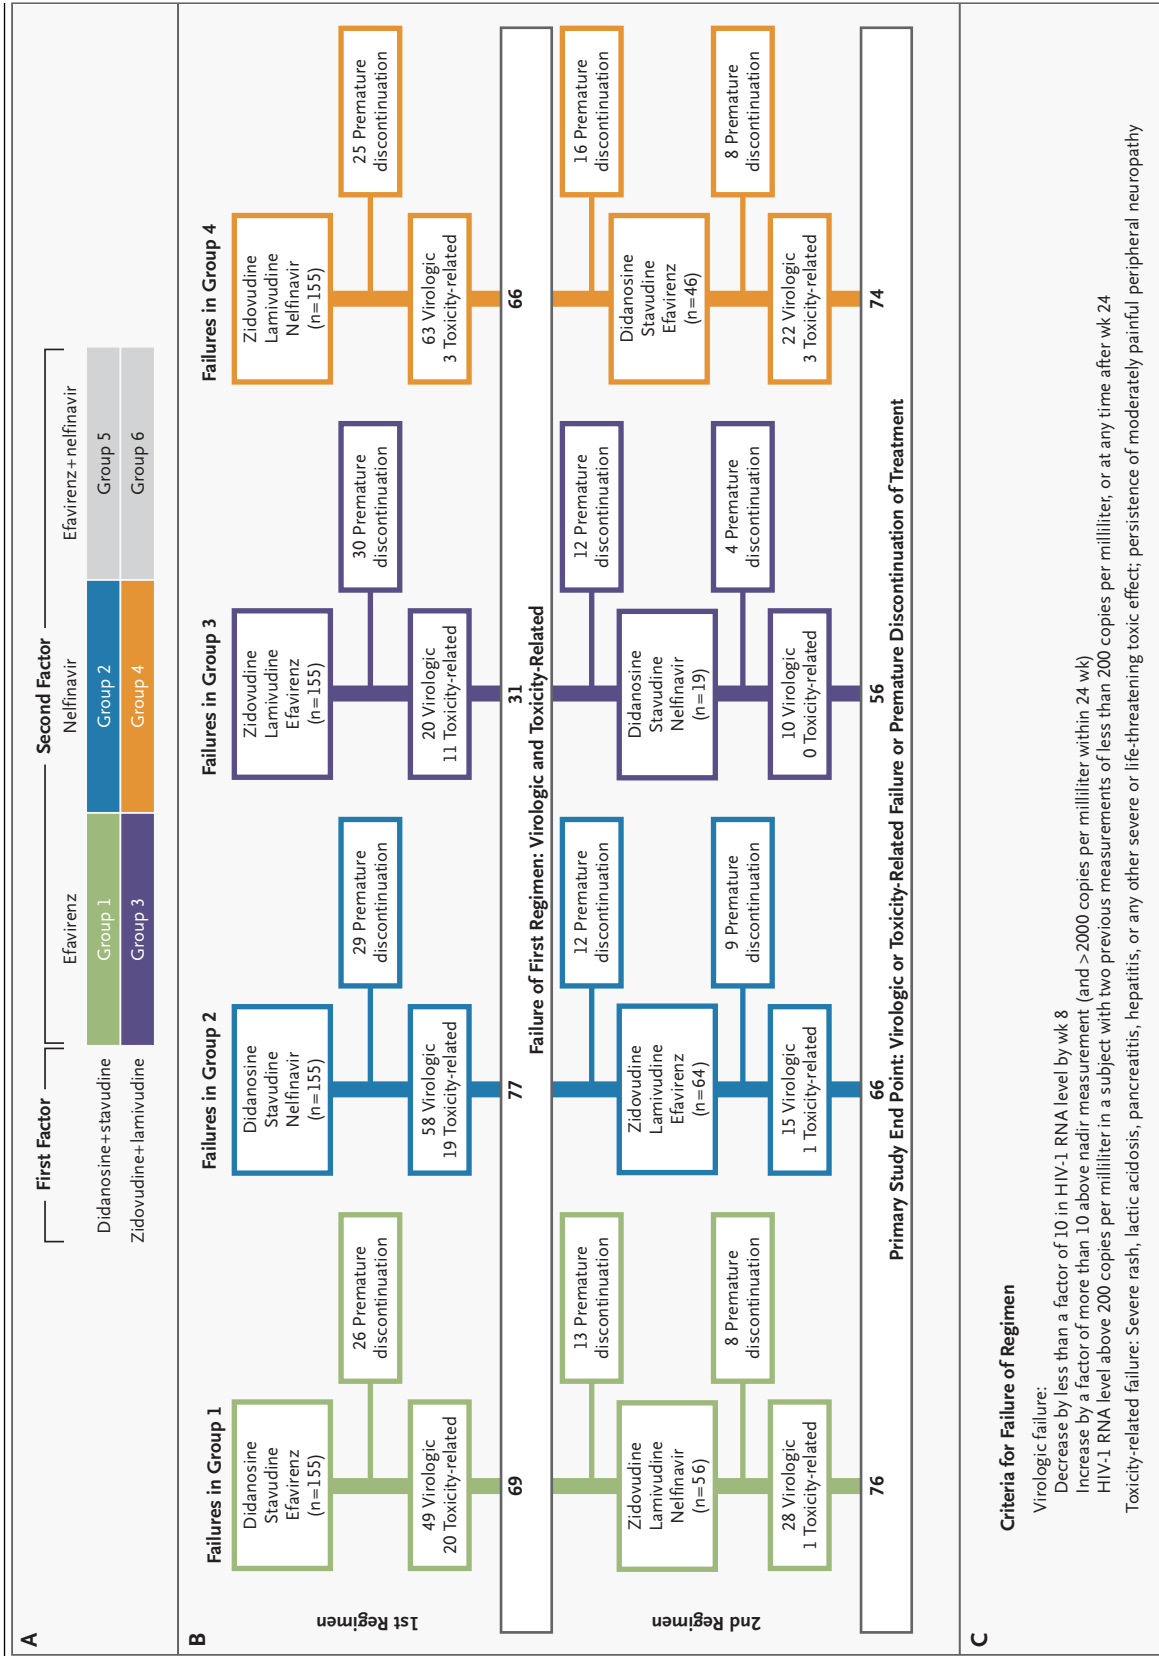 A
First Factor
Second Factor
Efavirenz
Nelfinavir
Efavirenz+nelfinavir
Didanosine+stavudine
Group 1
Group 2
Group 5
Zidovudine+lamivudine
Group 3
Group 4
Group 6
B
1st Regimen
Failures in Group 1
Didanosine
Stavudine
Efavirenz
(n=155)
26 Premature
discontinuation
49 Virologic
20 Toxicity-related
69
Failures in Group 2
Didanosine
Stavudine
Nelfinavir
(n=155)
29 Premature
discontinuation
58 Virologic
19 Toxicity-related
77
Failures in Group 3
Zidovudine
Lamivudine
Efavirenz
(n=155)
30 Premature
discontinuation
20 Virologic
11 Toxicity-related
31
Failures in Group 4
Zidovudine
Lamivudine
Nelfinavir
(n=155)
25 Premature
discontinuation
63 Virologic
3 Toxicity-related
66
Failure of First Regimen: Virologic and Toxicity-Related
2nd Regimen
13 Premature
discontinuation
Zidovudine
Lamivudine
Nelfinavir
(n=56)
8 Premature
discontinuation
28 Virologic
1 Toxicity-related
76
12 Premature
discontinuation
Zidovudine
Lamivudine
Efavirenz
(n=64)
9 Premature
discontinuation
15 Virologic
1 Toxicity-related
66
12 Premature
discontinuation
Didanosine
Stavudine
Nelfinavir
(n=19)
4 Premature
discontinuation
10 Virologic
0 Toxicity-related
56
16 Premature
discontinuation
Didanosine
Stavudine
Efavirenz
(n=46)
8 Premature
discontinuation
22 Virologic
3 Toxicity-related
74
Primary Study End Point: Virologic or Toxicity-Related Failure or Premature Discontinuation of Treatment
C
Criteria for Failure of Regimen
Virologic failure:
Decrease by less than a factor of 10 in HIV-1 RNA level by wk 8
Increase by a factor of more than 10 above nadir measurement (and >2000 copies per milliliter within 24 wk)
HIV-1 RNA level above 200 copies per milliliter in a subject with two previous measurements of less than 200 copies per milliliter, or at any time after wk 24
Toxicity-related failure: Severe rash, lactic acidosis, pancreatitis, hepatitis, or any other severe or life-threatening toxic effect; persistence of moderately painful peripheral neuropathy